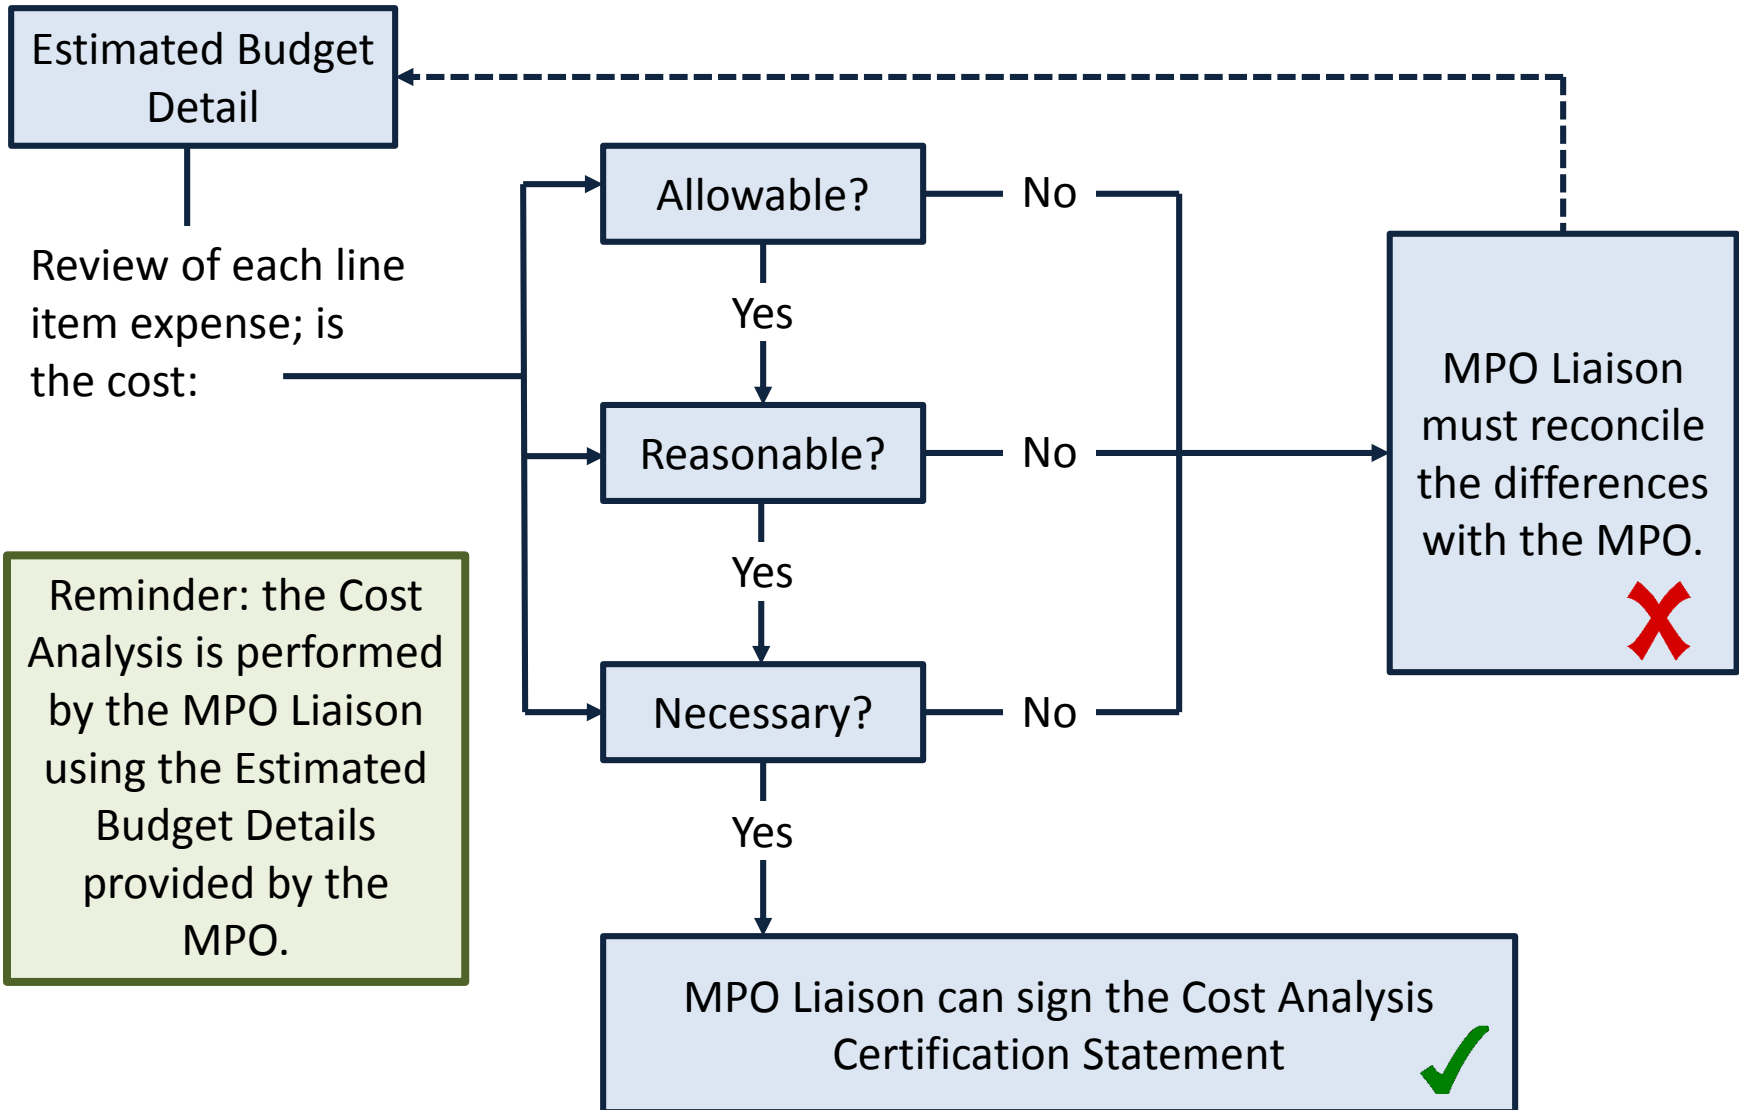 Estimated Budget
Detail
Review of each line
item expense; is
the cost:
Allowable?
No
Yes
Reasonable?
No
Yes
Necessary?
No
Yes
MPO Liaison
must reconcile
the differences
with the MPO.
Reminder: the Cost
Analysis is performed
by the MPO Liaison
using the Estimated
Budget Details
provided by the
MPO.
MPO Liaison can sign the Cost Analysis
Certification Statement